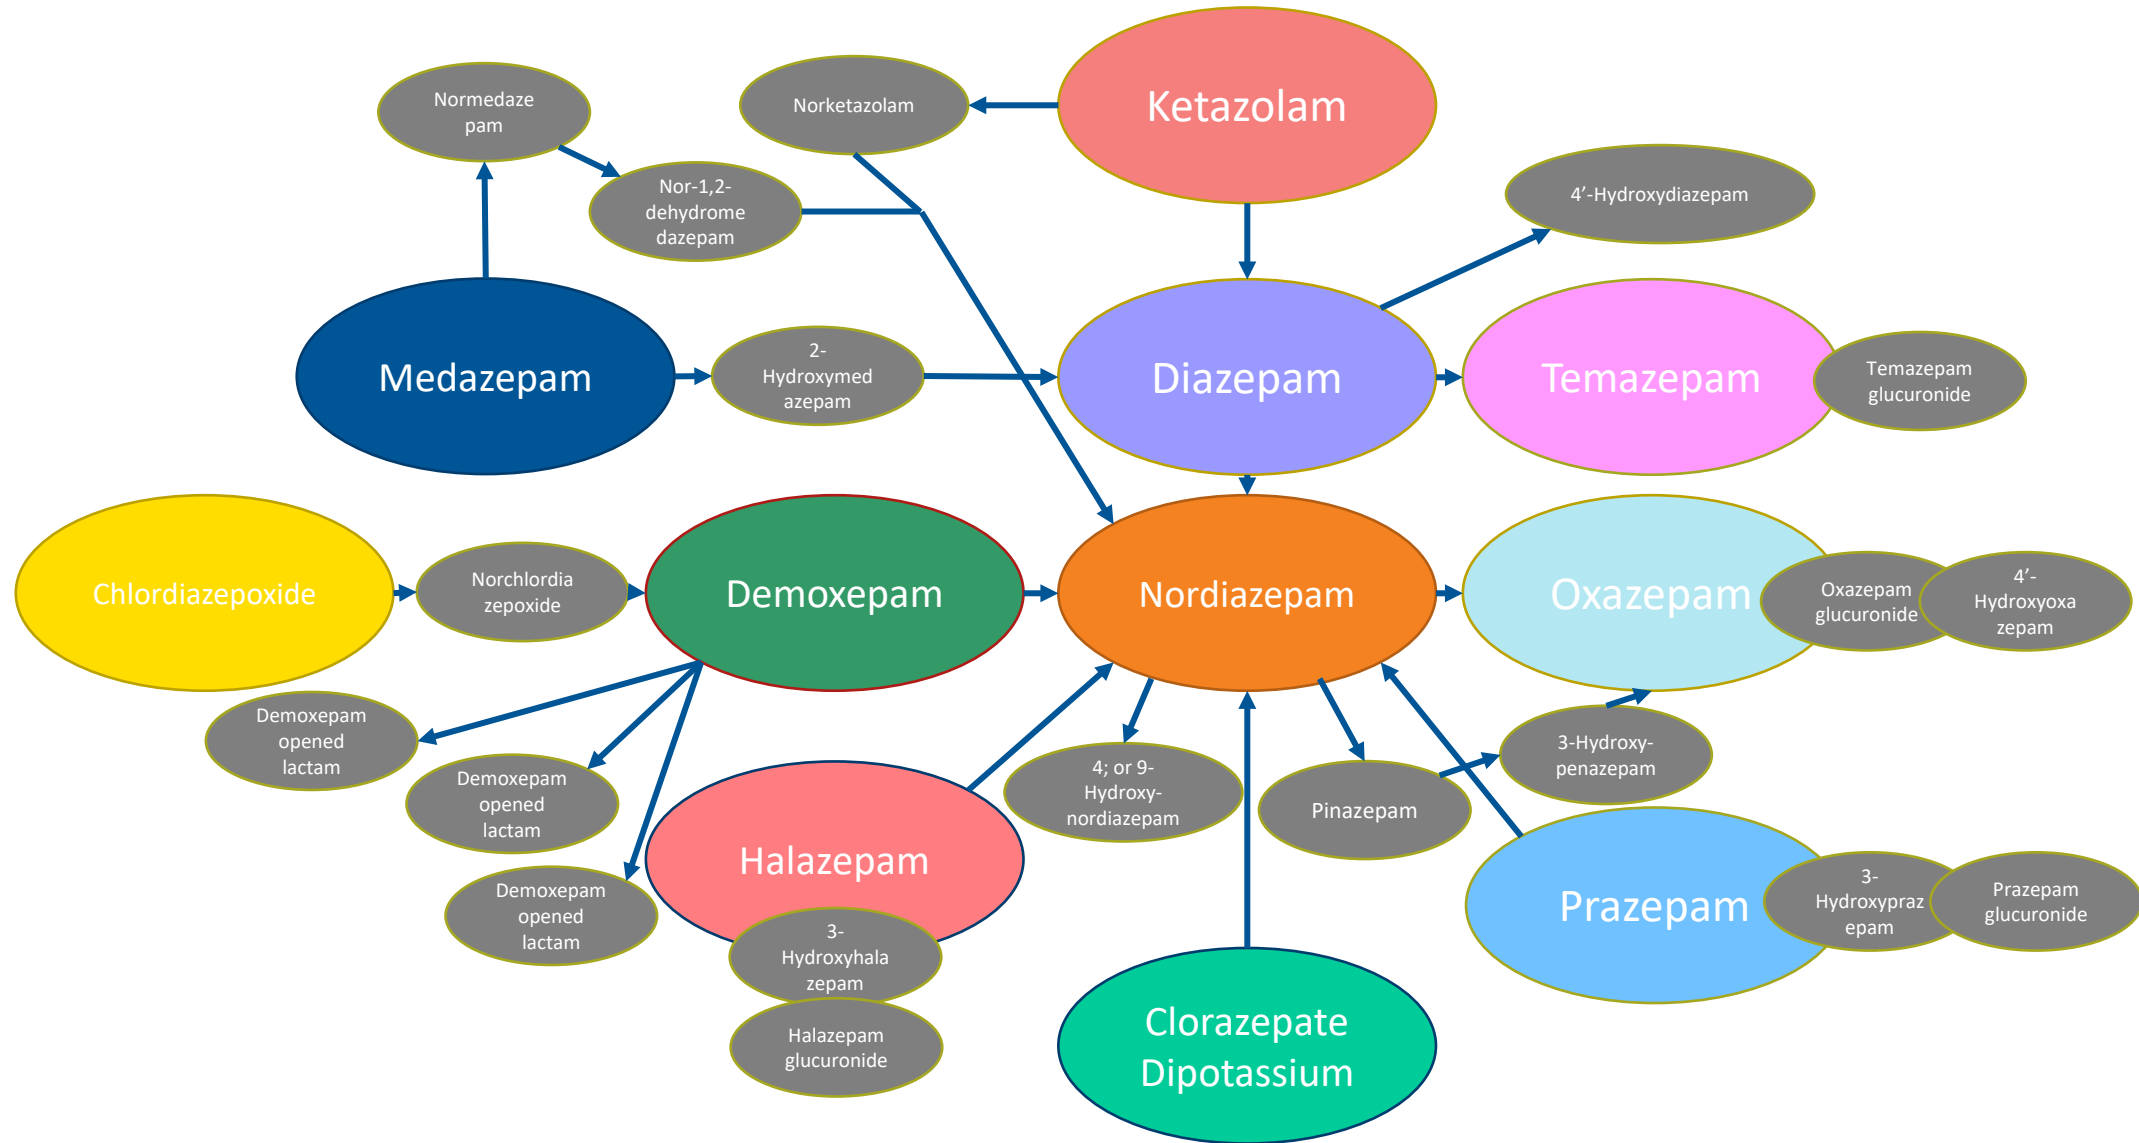 Ketazolam
Normedaze
pam
Norketazolam
Nor-1,2-
dehydrome
dazepam
4’-Hydroxydiazepam
Medazepam
2-
Hydroxymed
azepam
Diazepam
Temazepam
Temazepam
glucuronide
Chlordiazepoxide
Norchlordia
zepoxide
Demoxepam
Nordiazepam
Oxazepam
Oxazepam
glucuronide
4’-
Hydroxyoxa
zepam
Demoxepam
opened
lactam
Demoxepam
opened
lactam
Demoxepam
opened
lactam
Halazepam
3-
Hydroxyhala
zepam
Halazepam
glucuronide
4; or 9-
Hydroxy-
nordiazepam
Pinazepam
3-Hydroxy-
penazepam
Prazepam
3-
Hydroxypraz
epam
Prazepam
glucuronide
Clorazepate
Dipotassium